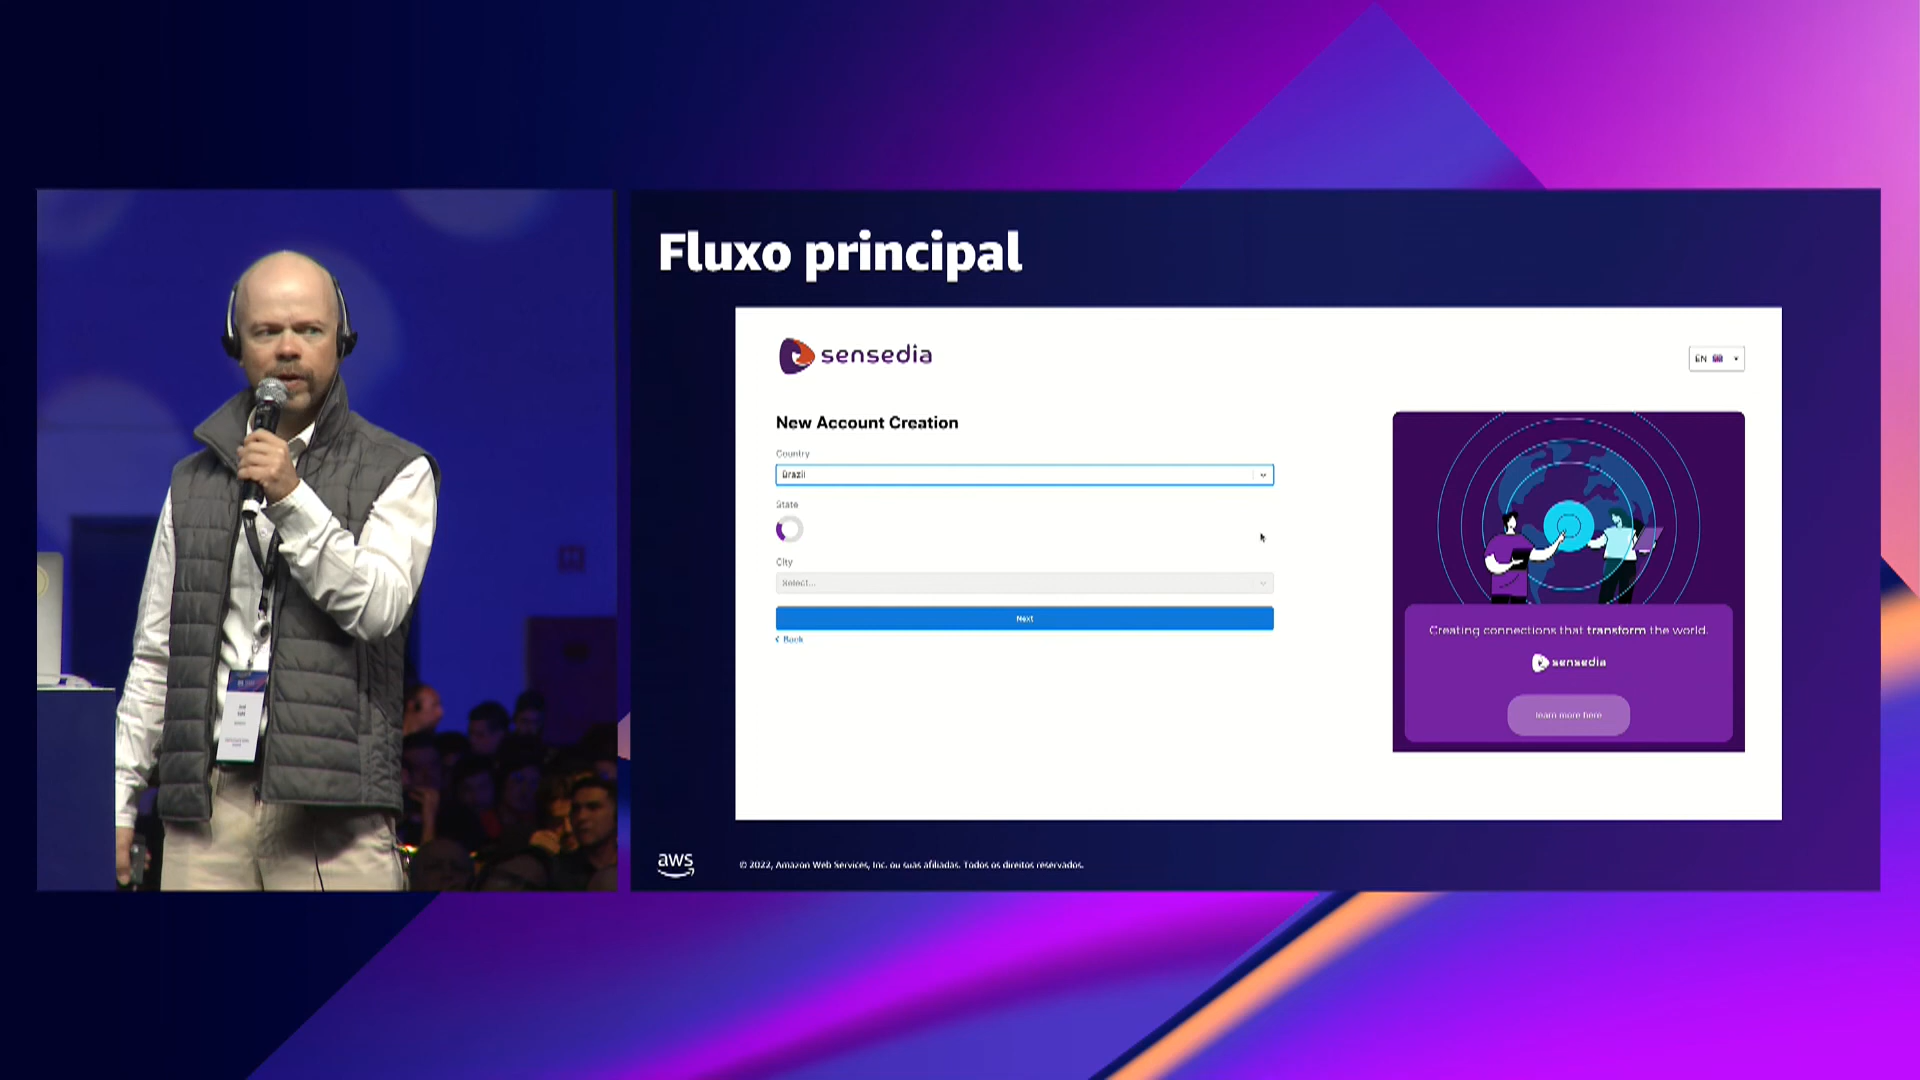 Fluxo principal
sensedia
EN
New Account Creation
Country
Brazil
State
City
Select...
Next
< Back
Creating connections that transform the world.
sensedia
learn more here
aws
© 2022, Amazon Web Services, Inc. ou suas afiliadas. Todos os direitos reservados.